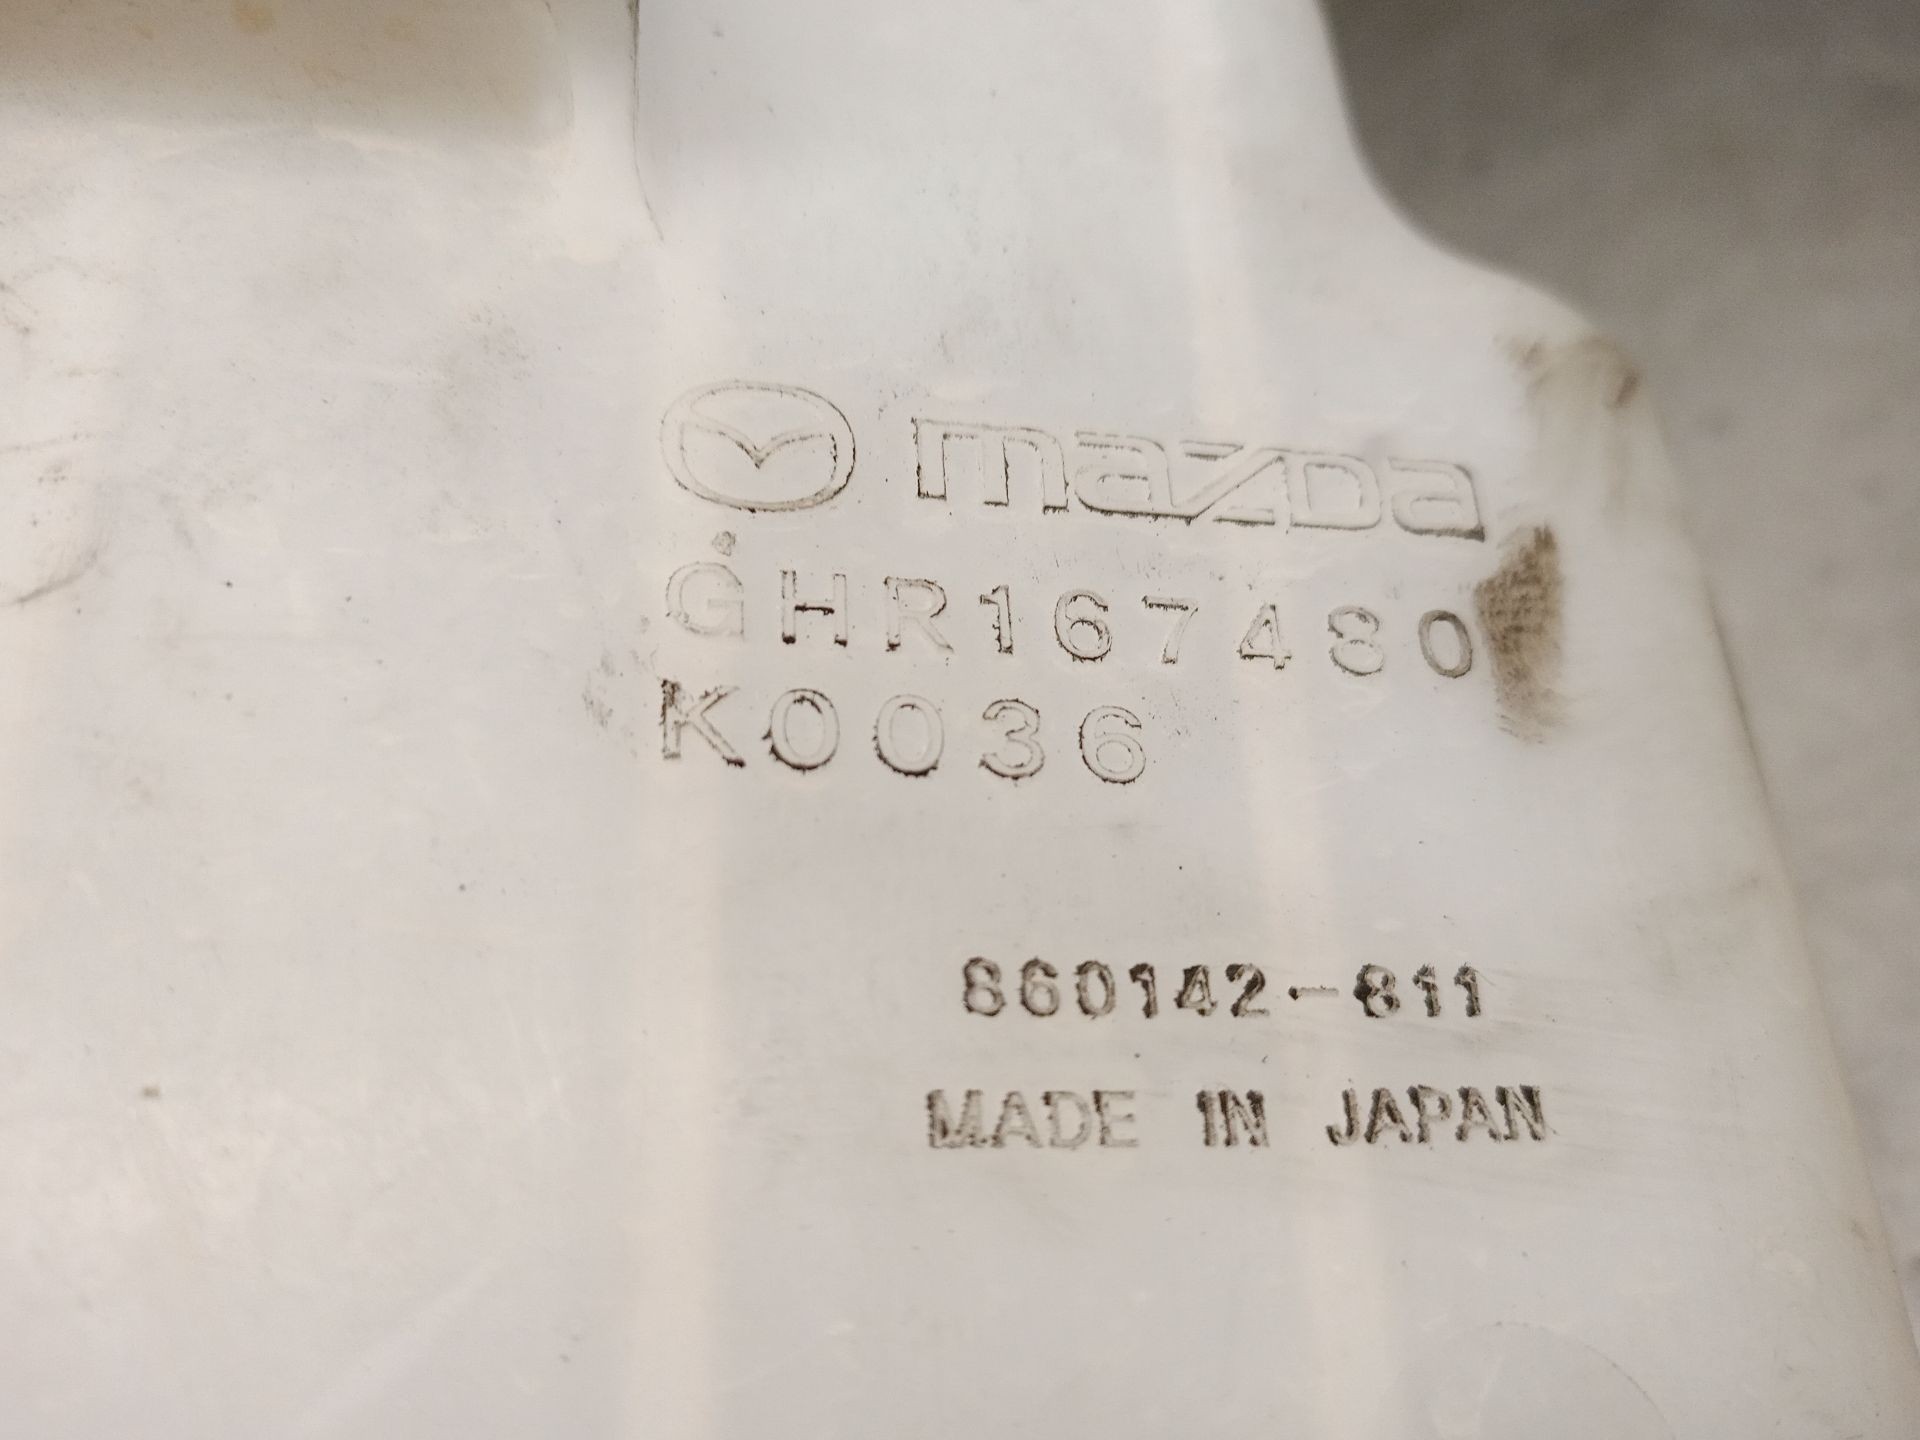 mazda
GHR167480
K0036
860142-811
MADE IN JAPAN